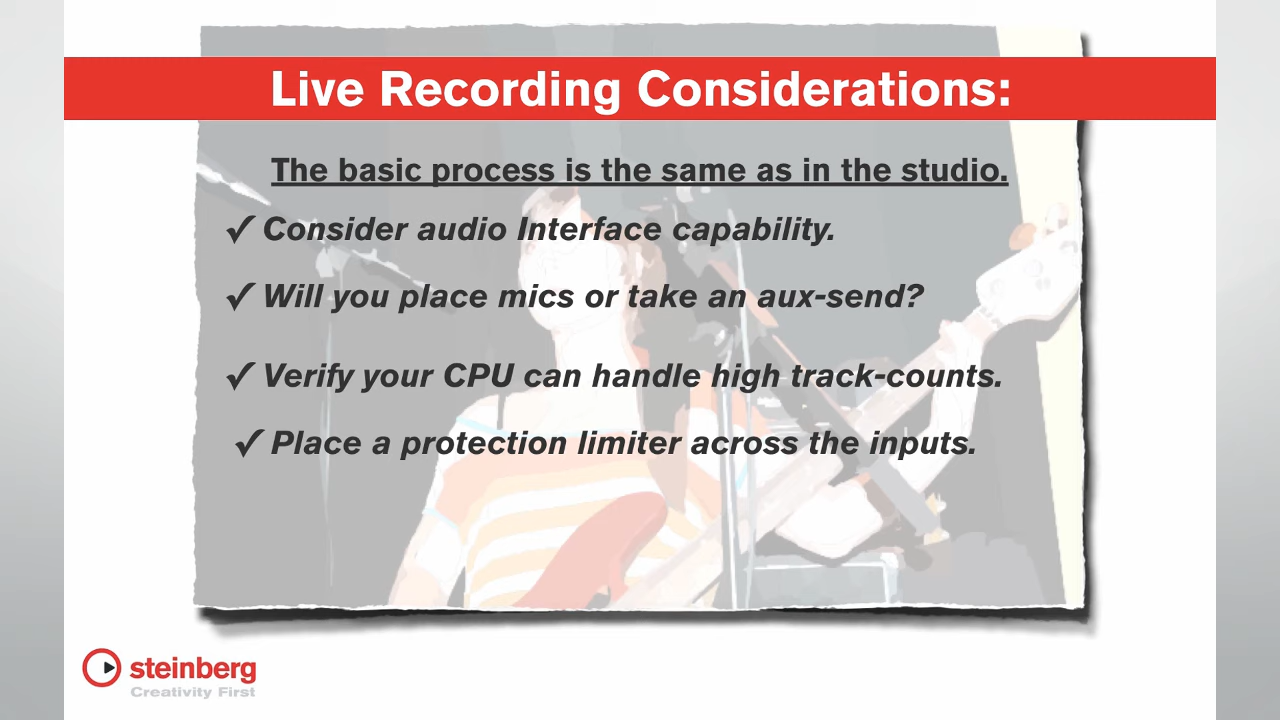 Live Recording Considerations:
The basic process is the same as in the studio.
✓ Consider audio Interface capability.
✓ Will you place mics or take an aux-send?
✓ Verify your CPU can handle high track-counts.
✓ Place a protection limiter across the inputs.
steinberg
Creativity First